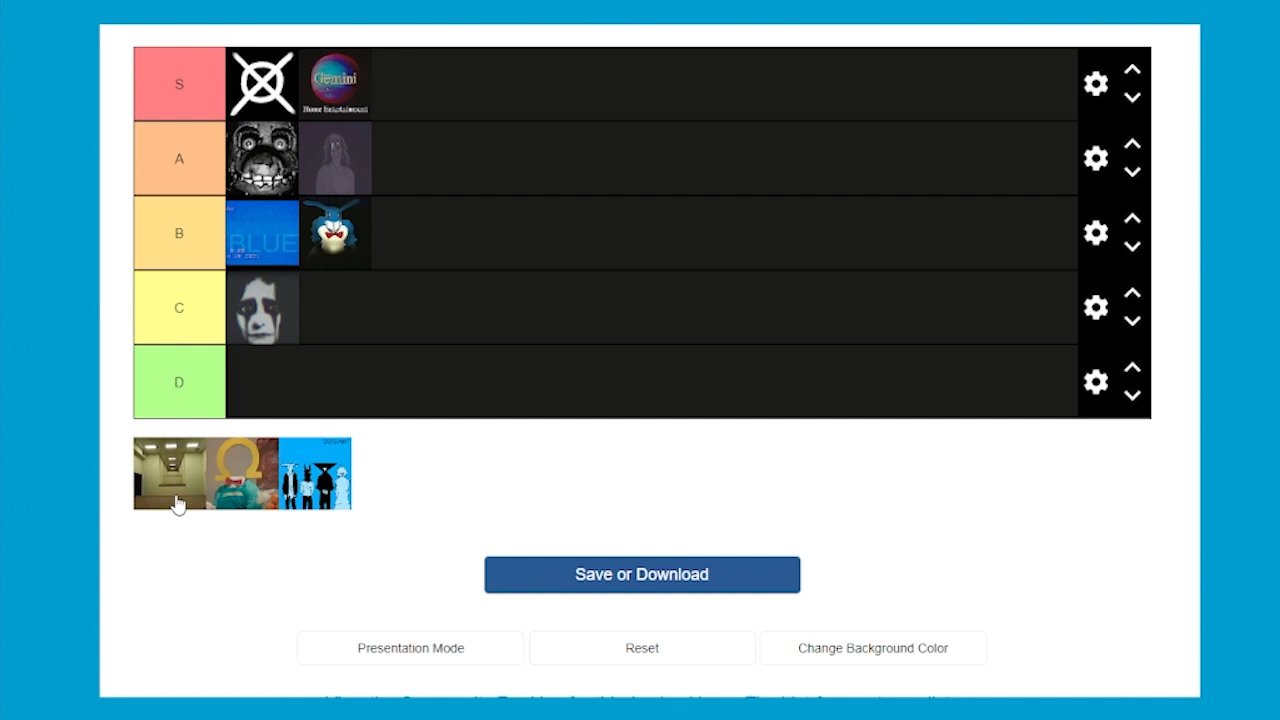 S
Gemini
Home Entertainment
A
B
BLUE
C
D
Save or Download
Presentation Mode
Reset
Change Background Color